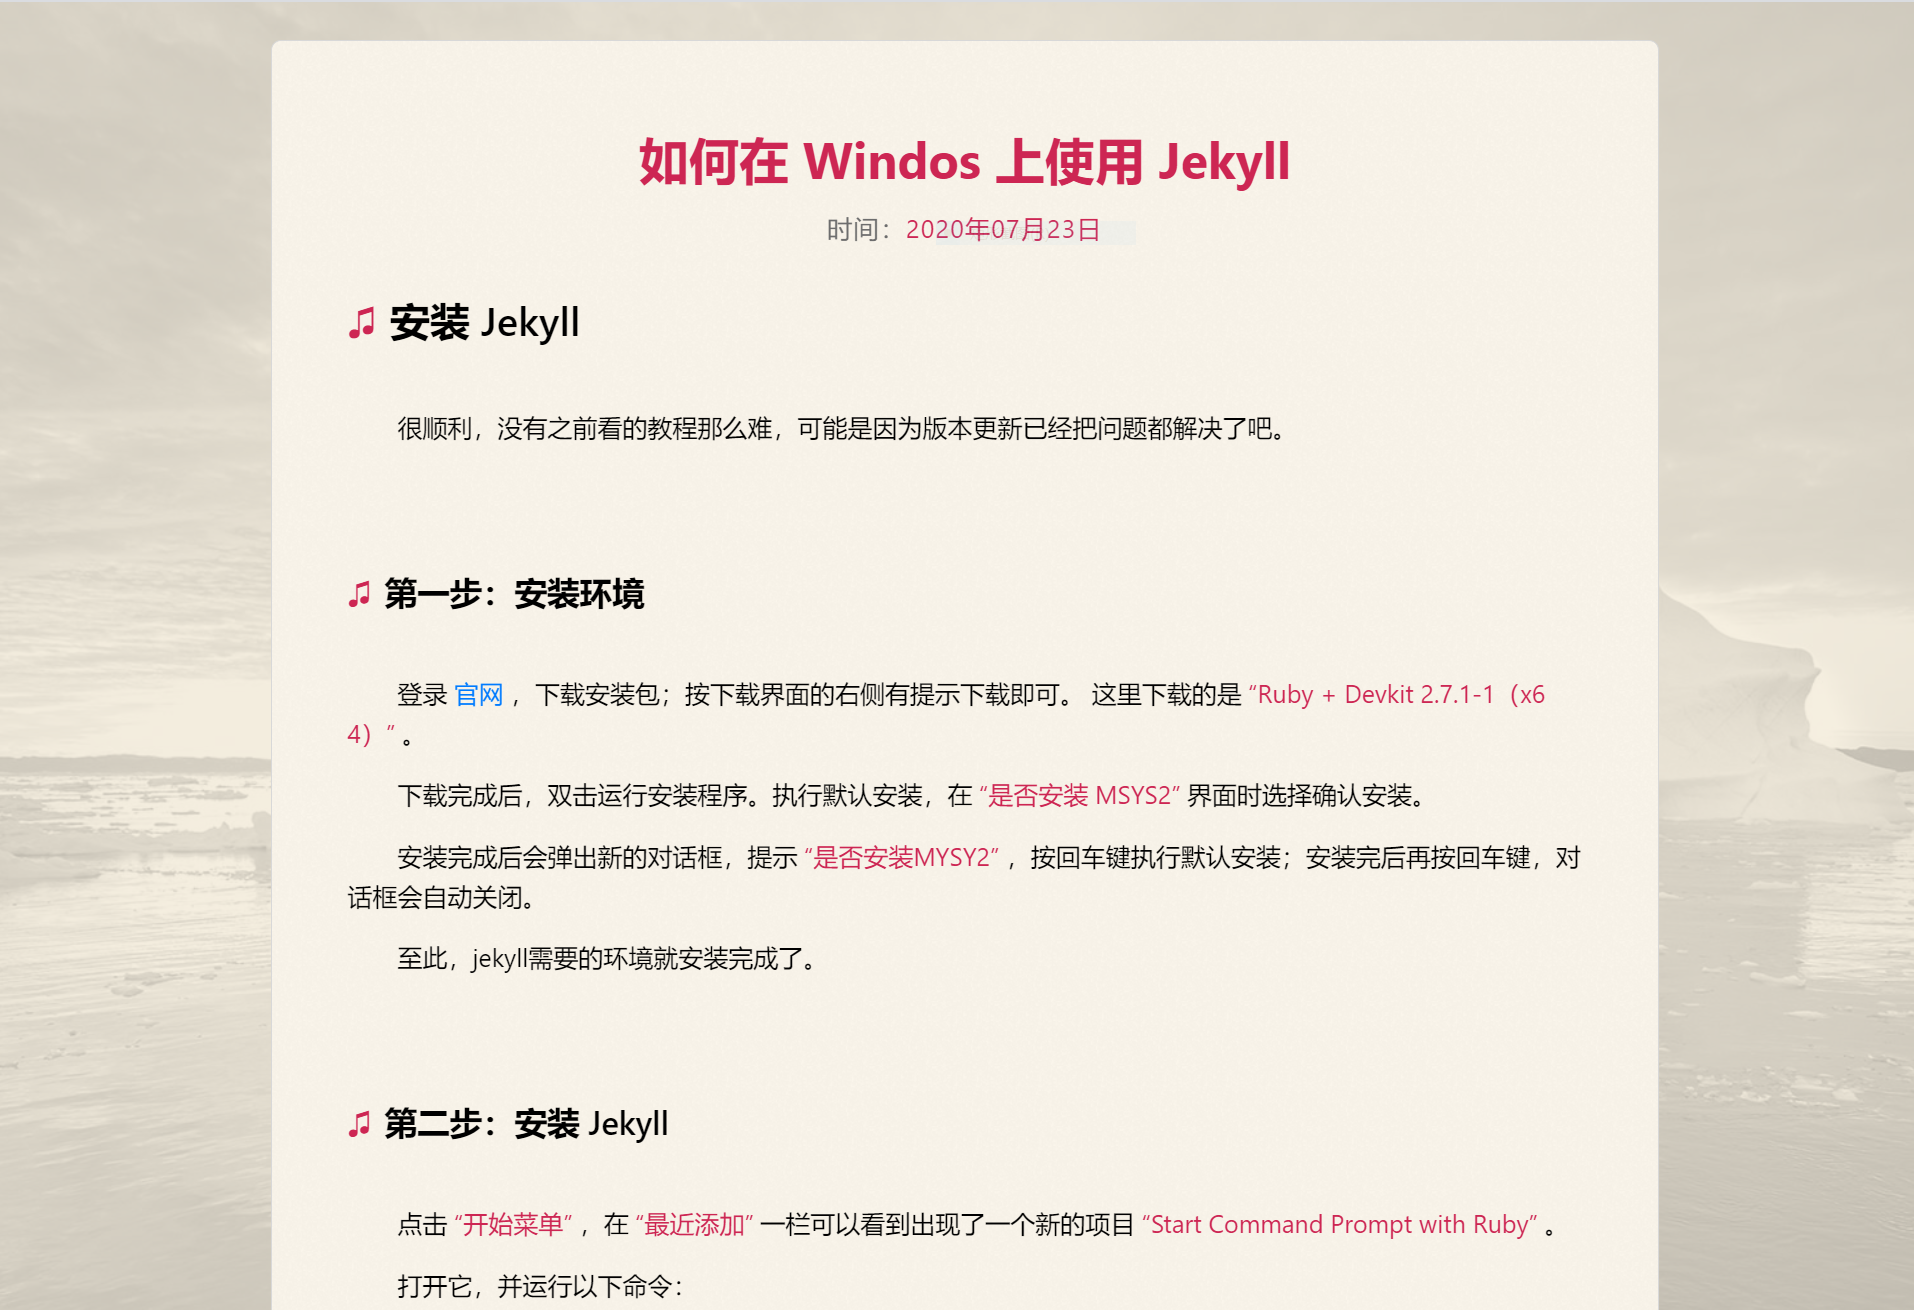 如何在 Windos 上使用 Jekyll
时间：2020年07月23日
安装 Jekyll
很顺利，没有之前看的教程那么难，可能是因为版本更新已经把问题都解决了吧。
第一步：安装环境
登录 官网 ，下载安装包；按下载界面的右侧有提示下载即可。 这里下载的是 “Ruby + Devkit 2.7.1-1（x6
4）” 。
下载完成后，双击运行安装程序。执行默认安装，在 “是否安装 MSYS2” 界面时选择确认安装。
安装完成后会弹出新的对话框，提示 “是否安装MYSY2” ，按回车键执行默认安装；安装完后再按回车键，对
话框会自动关闭。
至此，jekyll需要的环境就安装完成了。
第二步：安装 Jekyll
点击 “开始菜单” ，在 “最近添加” 一栏可以看到出现了一个新的项目 “Start Command Prompt with Ruby” 。
打开它，并运行以下命令：